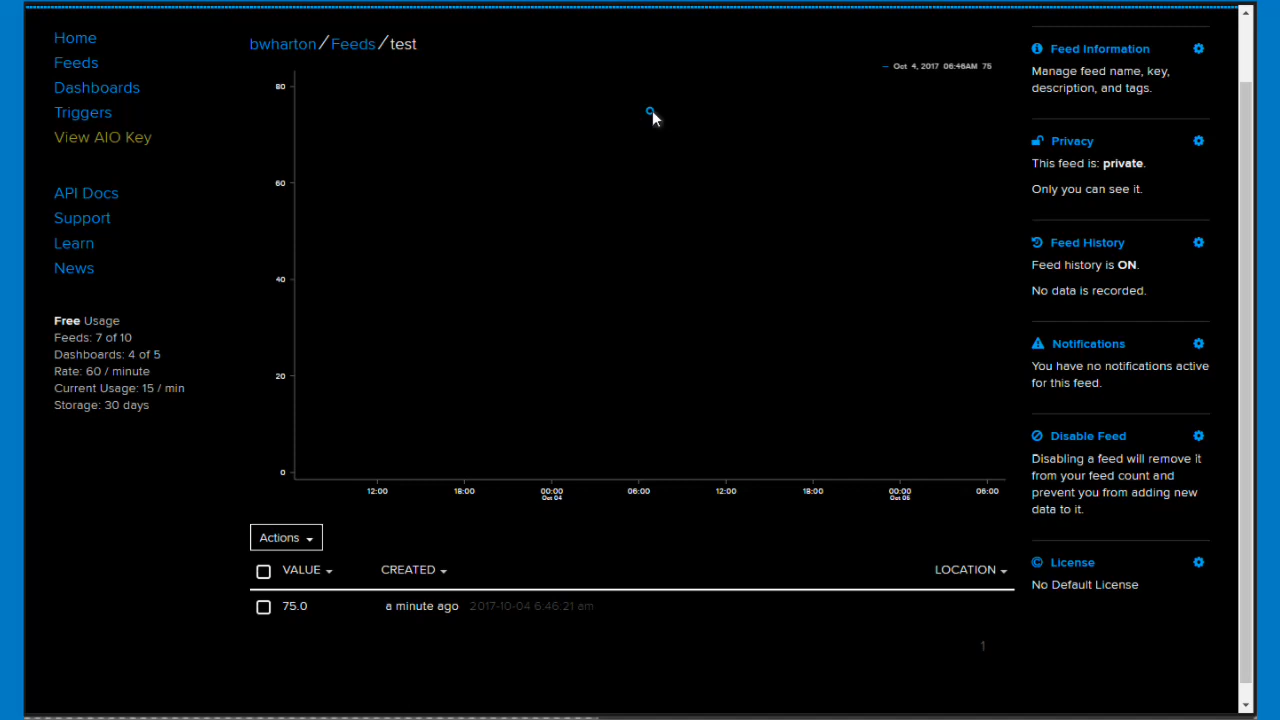 Home
Feeds
Dashboards
Triggers
View AIO Key
API Docs
Support
Learn
News
Free Usage
Feeds: 7 of 10
Dashboards: 4 of 5
Rate: 60 / minute
Current Usage: 15 / min
Storage: 30 days
bwharton / Feeds / test
Oct 4, 2017 06:46AM 75
80
60
40
20
0
12:00 18:00 00:00 06:00 12:00 18:00 00:00 06:00
Oct 04 Oct 05
Actions
VALUE CREATED LOCATION
75.0 a minute ago 2017-10-04 6:46:21 am
1
Feed Information
Manage feed name, key,
description, and tags.
Privacy
This feed is: private.
Only you can see it.
Feed History
Feed history is ON.
No data is recorded.
Notifications
You have no notifications active
for this feed.
Disable Feed
Disabling a feed will remove it
from your feed count and
prevent you from adding new
data to it.
License
No Default License